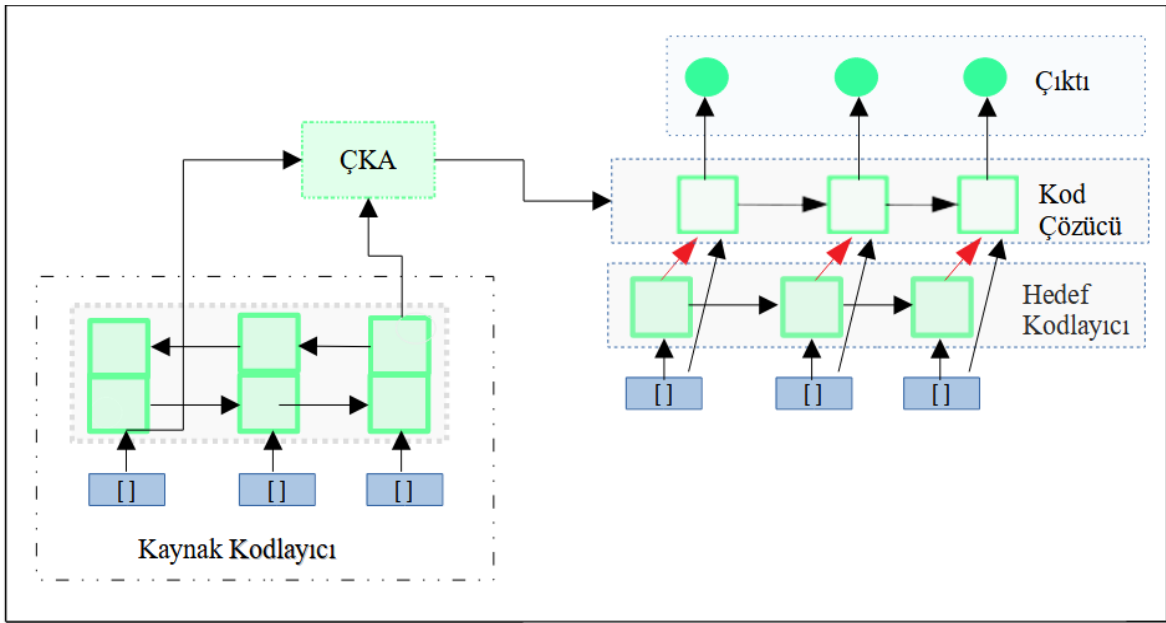 Çıktı
ÇKA
Kod
Çözücü
Hedef
Kodlayıcı
[ ] [ ] [ ]
[ ] [ ] [ ]
Kaynak Kodlayıcı